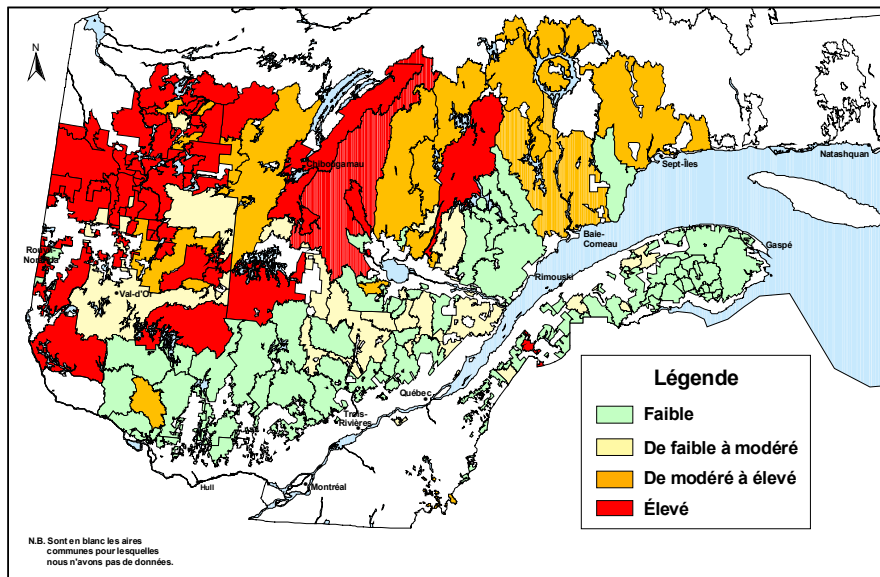 N
Chibougamau
Sept-Îles
Natashquan
Rouyn-
Noranda
Baie-
Comeau
Gaspé
Rimouski
Val-d'Or
Québec
Trois-
Rivières
Hull
Montréal
Légende
Faible
De faible à modéré
De modéré à élevé
Élevé
N.B. Sont en blanc les aires
communes pour lesquelles
nous n'avons pas de données.